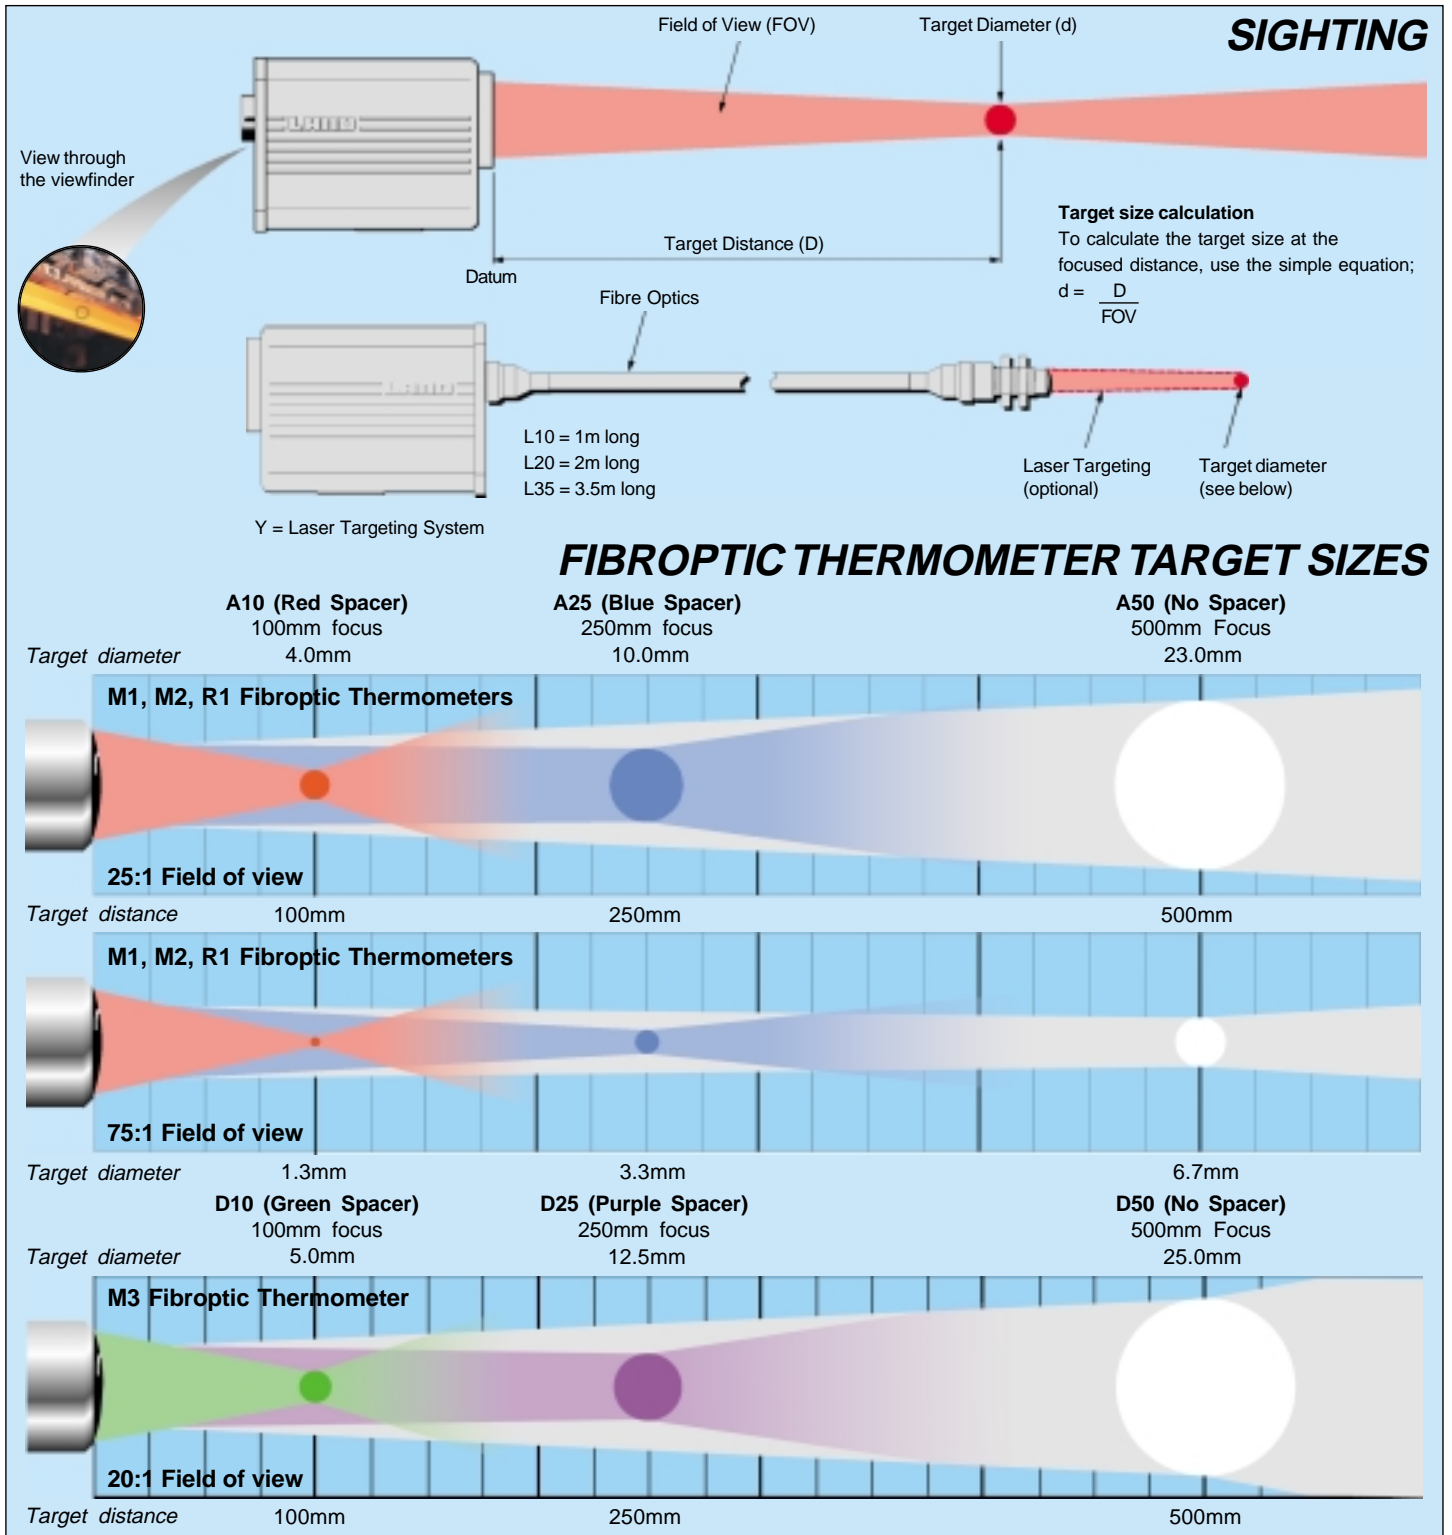 SIGHTING
Field of View (FOV)
Target Diameter (d)
LAND
View through
the viewfinder
Target Distance (D)
Datum
Target size calculation
To calculate the target size at the
focused distance, use the simple equation;
d = D
FOV
Fibre Optics
LAND
L10 = 1m long
L20 = 2m long
L35 = 3.5m long
Laser Targeting
(optional)
Target diameter
(see below)
Y = Laser Targeting System
FIBROPTIC THERMOMETER TARGET SIZES
A10 (Red Spacer) A25 (Blue Spacer) A50 (No Spacer)
100mm focus 250mm focus 500mm Focus
Target diameter 4.0mm 10.0mm 23.0mm
M1, M2, R1 Fibroptic Thermometers
25:1 Field of view
Target distance 100mm 250mm 500mm
M1, M2, R1 Fibroptic Thermometers
75:1 Field of view
Target diameter 1.3mm 3.3mm 6.7mm
D10 (Green Spacer) D25 (Purple Spacer) D50 (No Spacer)
100mm focus 250mm focus 500mm Focus
Target diameter 5.0mm 12.5mm 25.0mm
M3 Fibroptic Thermometer
20:1 Field of view
Target distance 100mm 250mm 500mm